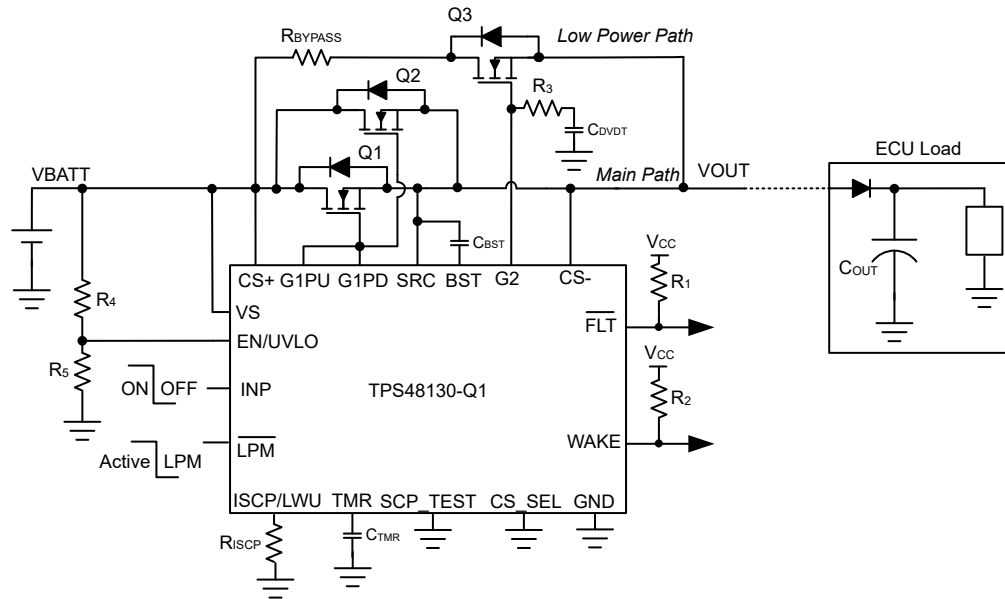 Q3
RBYPASS
Low Power Path
Q2
R3
CDVDT
Q1
ECU Load
VBATT
Main Path
VOUT
CBST
VCC
COUT
CS+ G1PU G1PD SRC BST G2 CS-
R1
R4
VS
FLT
EN/UVLO
VCC
R5
ON OFF
INP
TPS48130-Q1
R2
WAKE
LPM
Active LPM
ISCP/LWU TMR SCP_TEST CS_SEL GND
RISCP
CTMR